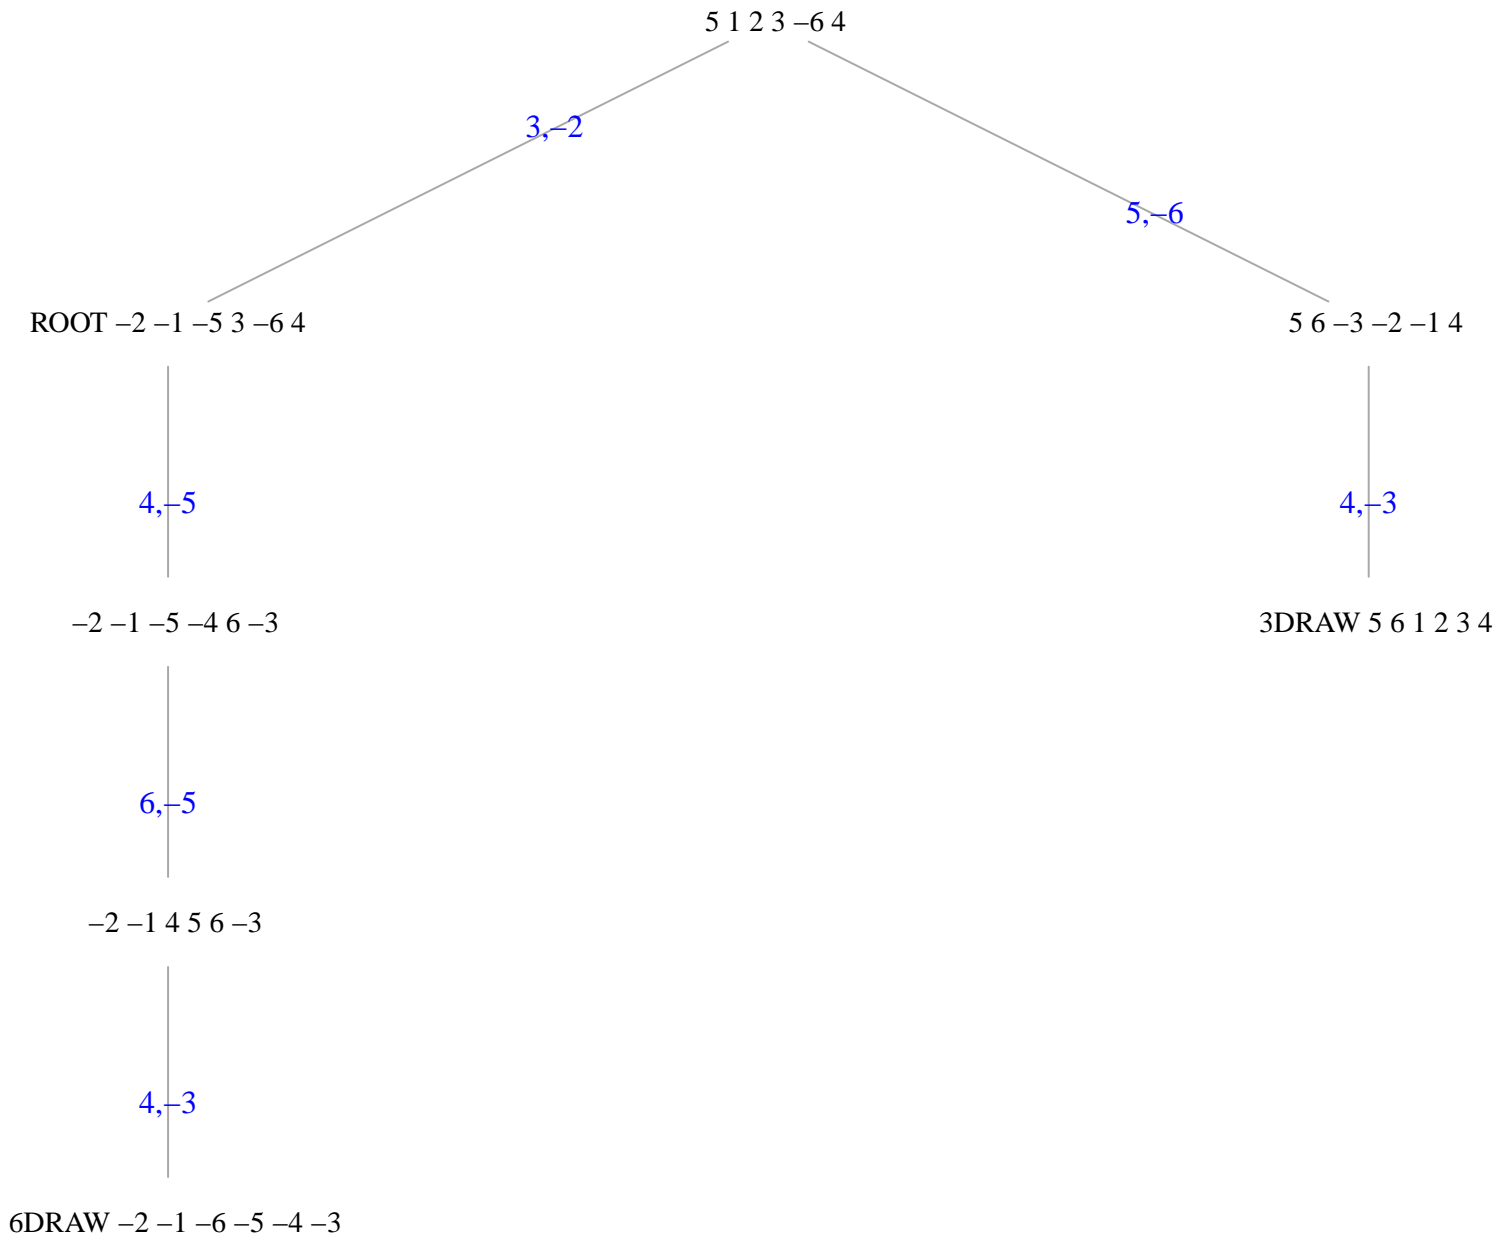 5 1 2 3 –6 4
3,–2
5,–6
ROOT –2 –1 –5 3 –6 4
5 6 –3 –2 –1 4
4,–5
4,–3
–2 –1 –5 –4 6 –3
3DRAW 5 6 1 2 3 4
6,–5
–2 –1 4 5 6 –3
4,–3
6DRAW –2 –1 –6 –5 –4 –3